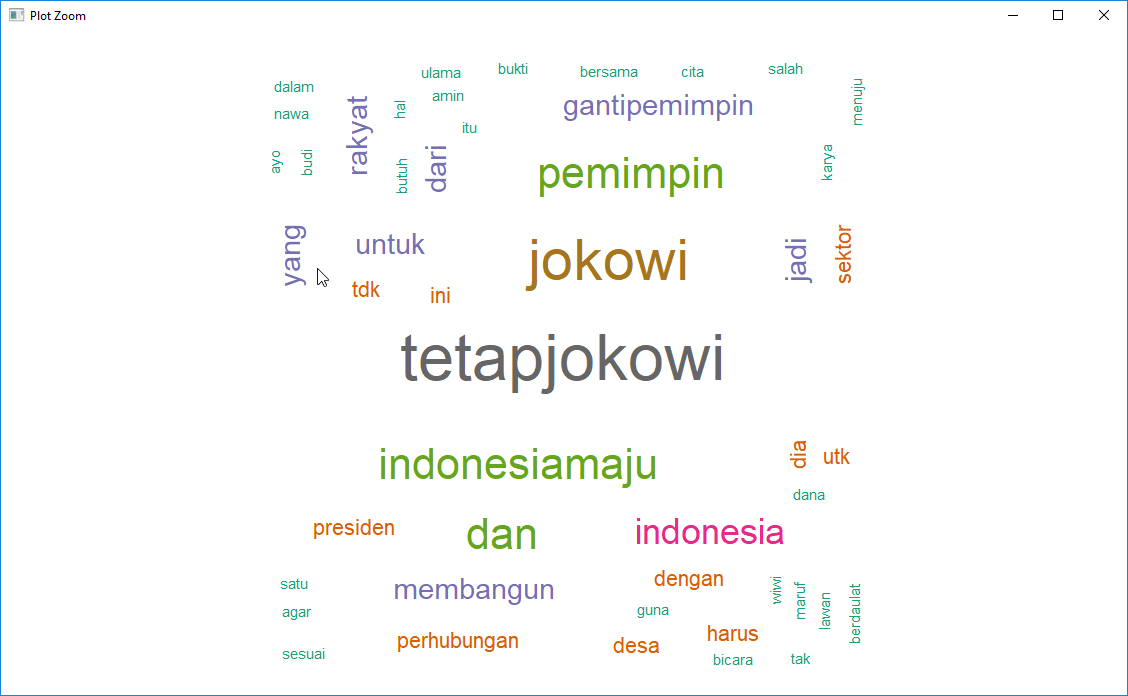 Plot Zoom
bukti
bersama
cita
salah
ulama
dalam
amin
menuju
hal
rakyat
gantipemimpin
nawa
itu
ayo
budi
butuh
dari
karya
pemimpin
yang
untuk
jokowi
jadi
sektor
tdk
ini
tetapjokowi
dia
utk
indonesiamaju
dana
presiden
dan
indonesia
dengan
satu
membangun
wiwi
maruf
lawan
berdaulat
agar
guna
harus
perhubungan
desa
sesuai
bicara
tak